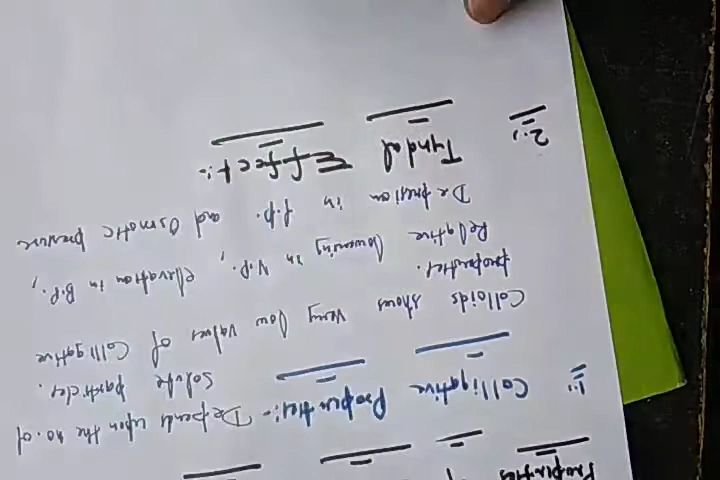 Properties
1:) Colligative Properties:- Depends upon the no. of
solute particles.
Colloids shows very low values of Colligative
properties.
Relative lowering in V.P., elevation in B.P.,
Depresion in f.p. and Osmotic pressure
2:) Tyndal Effect:-